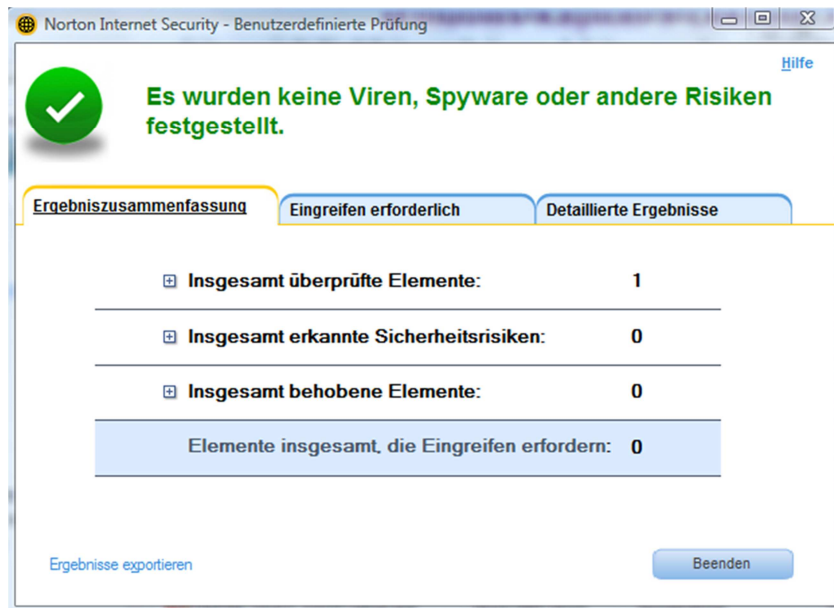 Norton Internet Security - Benutzerdefinierte Prüfung
Hilfe
Es wurden keine Viren, Spyware oder andere Risiken
festgestellt.
Ergebniszusammenfassung
Eingreifen erforderlich
Detaillierte Ergebnisse
Insgesamt überprüfte Elemente: 1
Insgesamt erkannte Sicherheitsrisiken: 0
Insgesamt behobene Elemente: 0
Elemente insgesamt, die Eingreifen erfordern: 0
Ergebnisse exportieren
Beenden